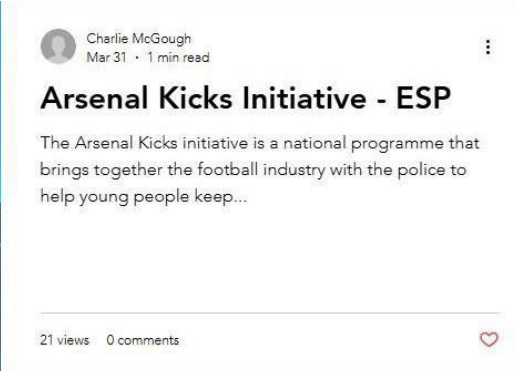 Charlie McGough
Mar 31 · 1 min read
Arsenal Kicks Initiative - ESP
The Arsenal Kicks initiative is a national programme that
brings together the football industry with the police to
help young people keep...
21 views 0 comments